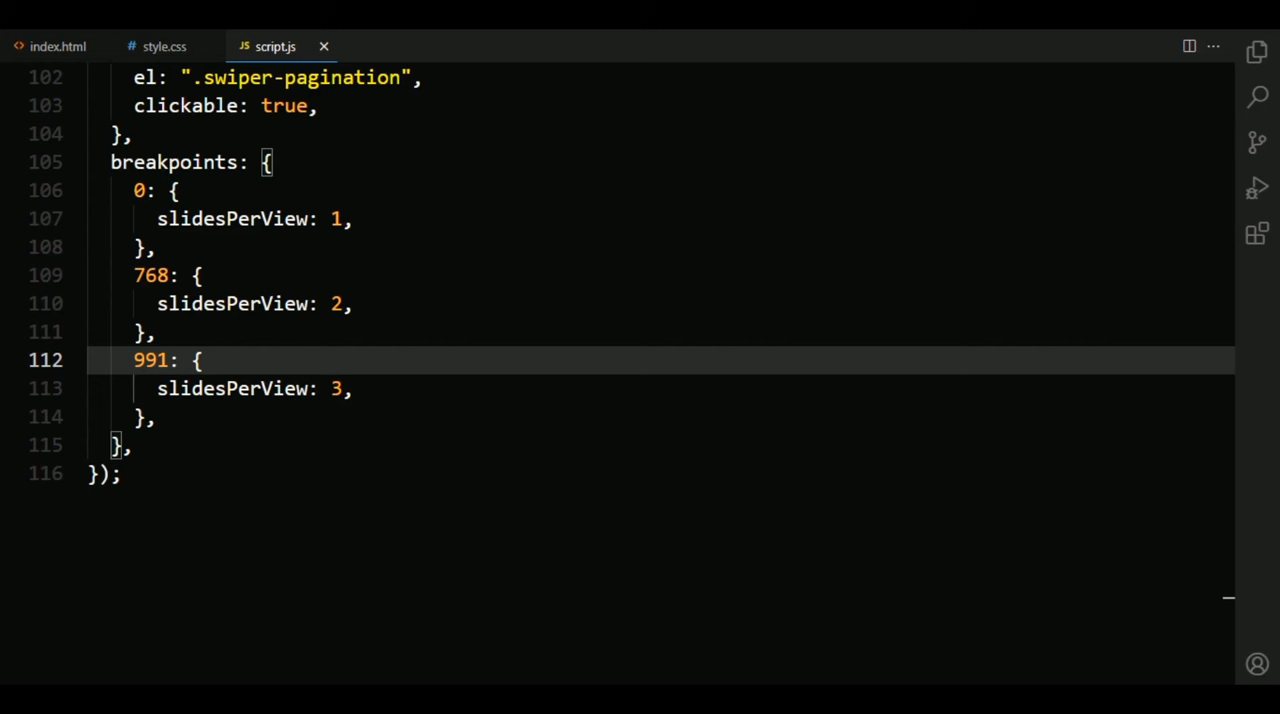 index.html style.css JS script.js
102 el: ".swiper-pagination",
103 clickable: true,
104 },
105 breakpoints: {
106 0: {
107 slidesPerView: 1,
108 },
109 768: {
110 slidesPerView: 2,
111 },
112 991: {
113 slidesPerView: 3,
114 },
115 },
116 });